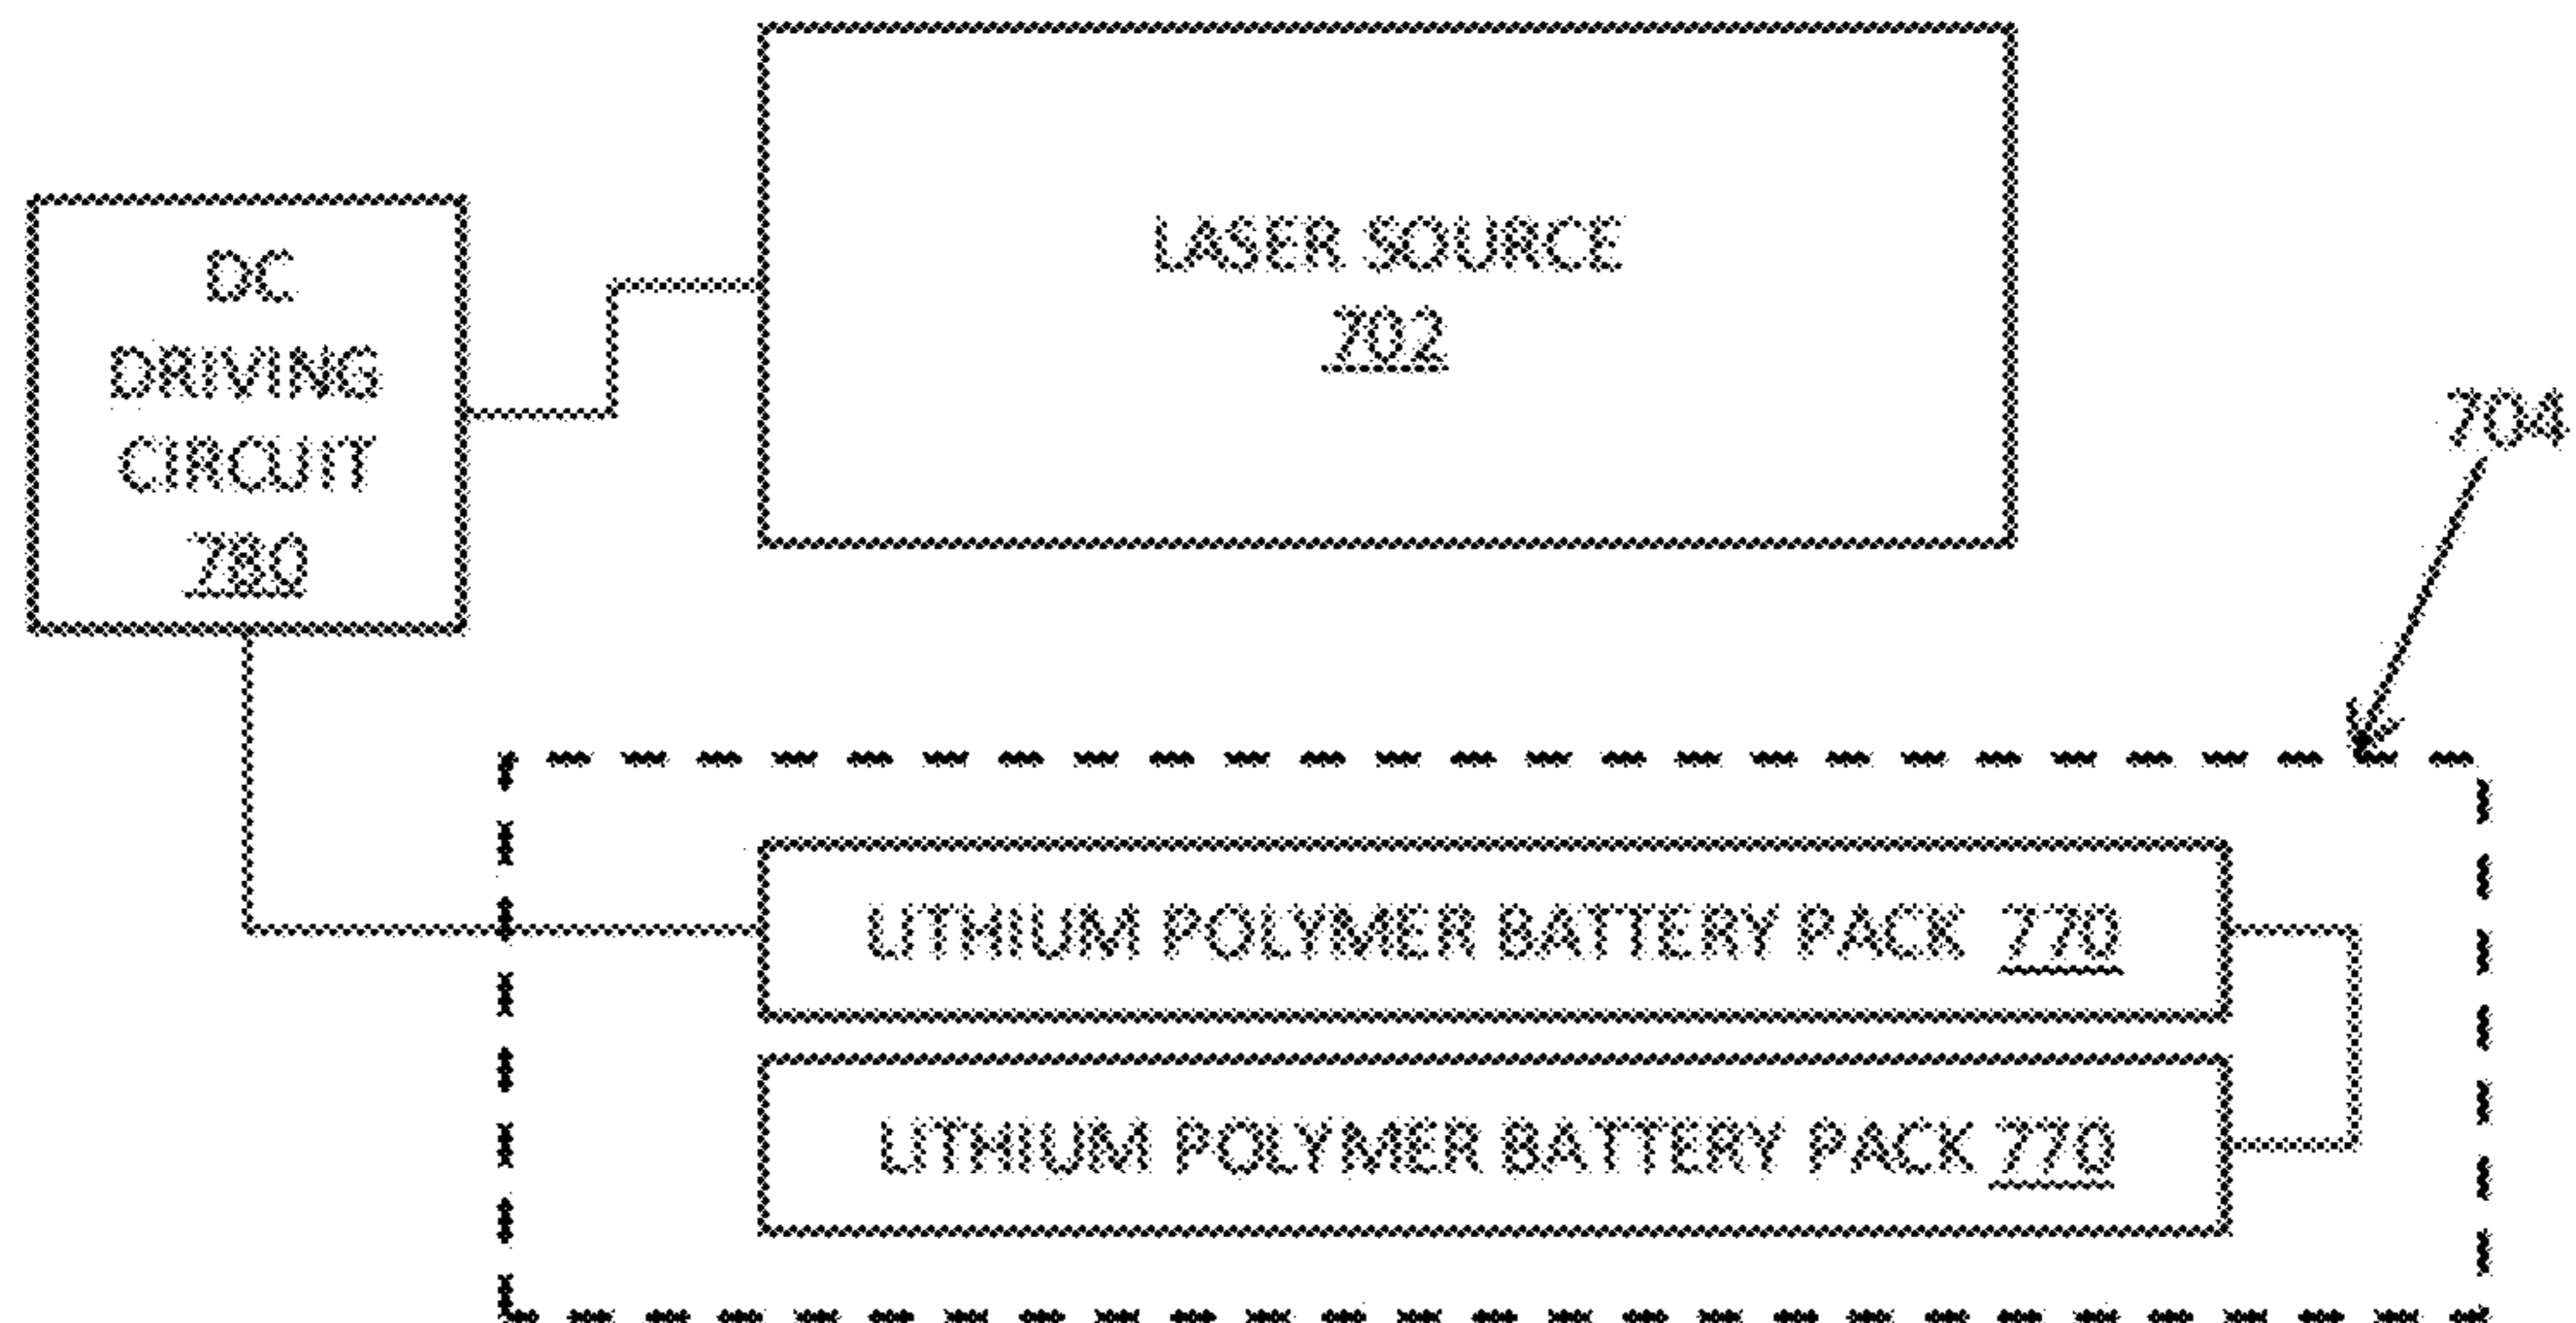 LASER SOURCE
702
DC
DRIVING
CIRCUIT
780
704
LITHIUM POLYMER BATTERY PACK 770
LITHIUM POLYMER BATTERY PACK 770